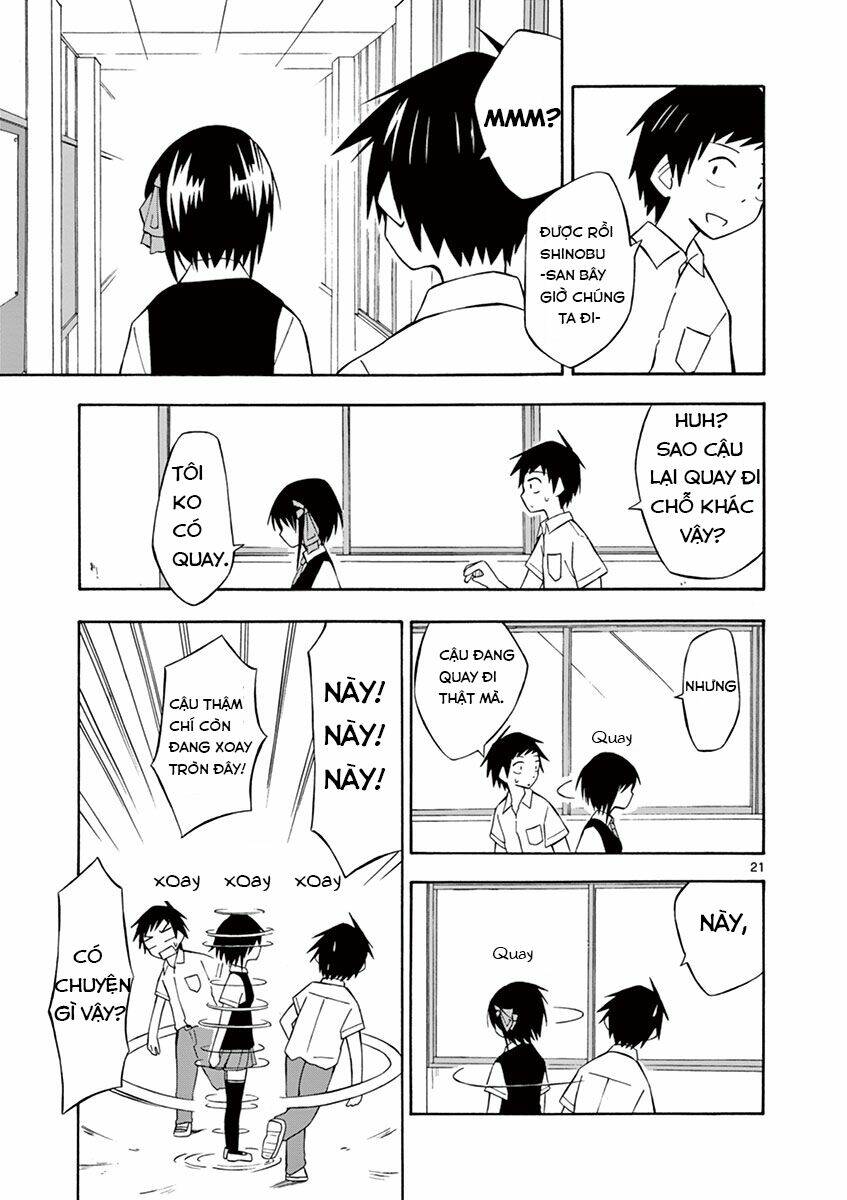 ĐƯỢC RỒI
SHINOBU
-SAN BÂY
GIỜ CHÚNG
TA ĐI-
MMM?
HUH?
SAO CẬU
LẠI QUAY ĐI
CHỖ KHÁC
VẬY?
TÔI
KO
CÓ
QUAY.
NHƯNG
CẬU ĐANG
QUAY ĐI
THẬT MÀ.
Quay
21
NÀY,
Quay
NÀY!
NÀY!
NÀY!
CẬU THẬM
CHÍ CÒN
ĐANG XOAY
TRÒN ĐÂY!
xoay xoay xoay
CÓ
CHUYỆN
GÌ VẬY?